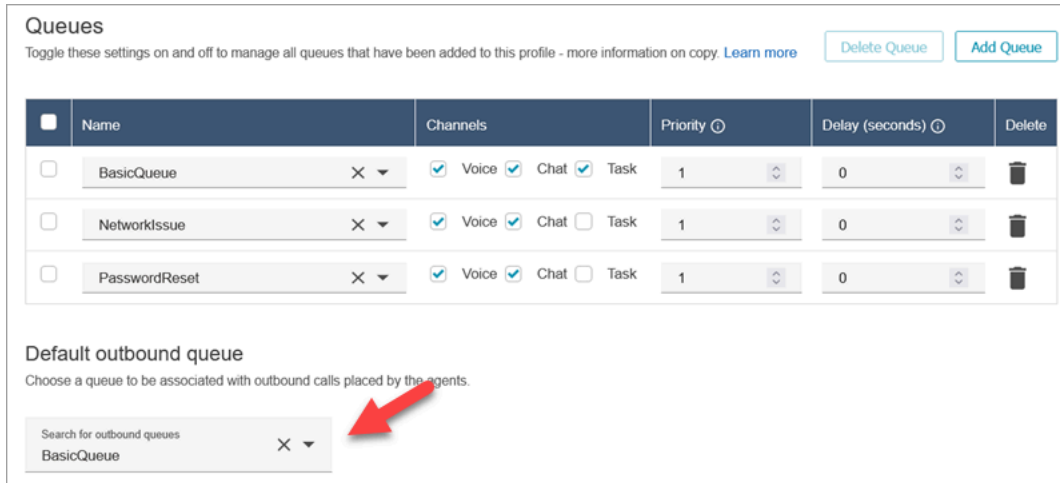 Queues
Toggle these settings on and off to manage all queues that have been added to this profile - more information on copy. Learn more
Delete Queue
Add Queue
Name Channels Priority Delay (seconds) Delete
BasicQueue Voice Chat Task 1 0
NetworkIssue Voice Chat Task 1 0
PasswordReset Voice Chat Task 1 0
Default outbound queue
Choose a queue to be associated with outbound calls placed by the agents.
Search for outbound queues
BasicQueue